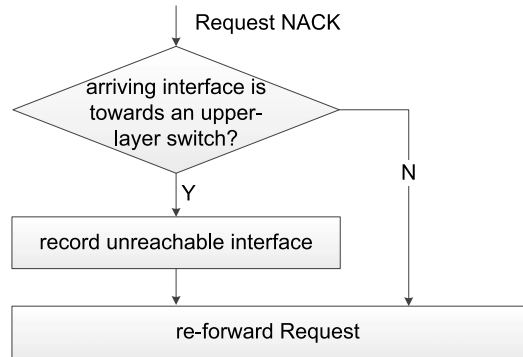 Request NACK
arriving interface is
towards an upper-
layer switch?
N
Y
record unreachable interface
re-forward Request